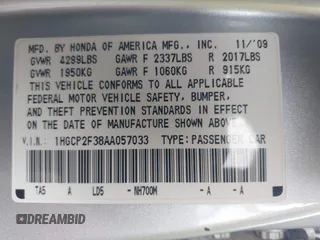 MFD. BY HONDA OF AMERICA MFG., INC. 11/'09
GVWR 4299LBS GAWR F 2337LBS R 2017LBS
GVWR 1950KG GAWR F 1060KG R 915KG
THIS VEHICLE CONFORMS TO ALL APPLICABLE
FEDERAL MOTOR VEHICLE SAFETY, BUMPER,
AND THEFT PREVENTION STANDARDS IN EFFECT
ON THE DATE OF MANUFACTURE SHOWN ABOVE.
V.I.N.: 1HGCP2F38AA057033 TYPE: PASSENGER CAR
TA5 A LD5 - NH700M - A - A
DREAMBID